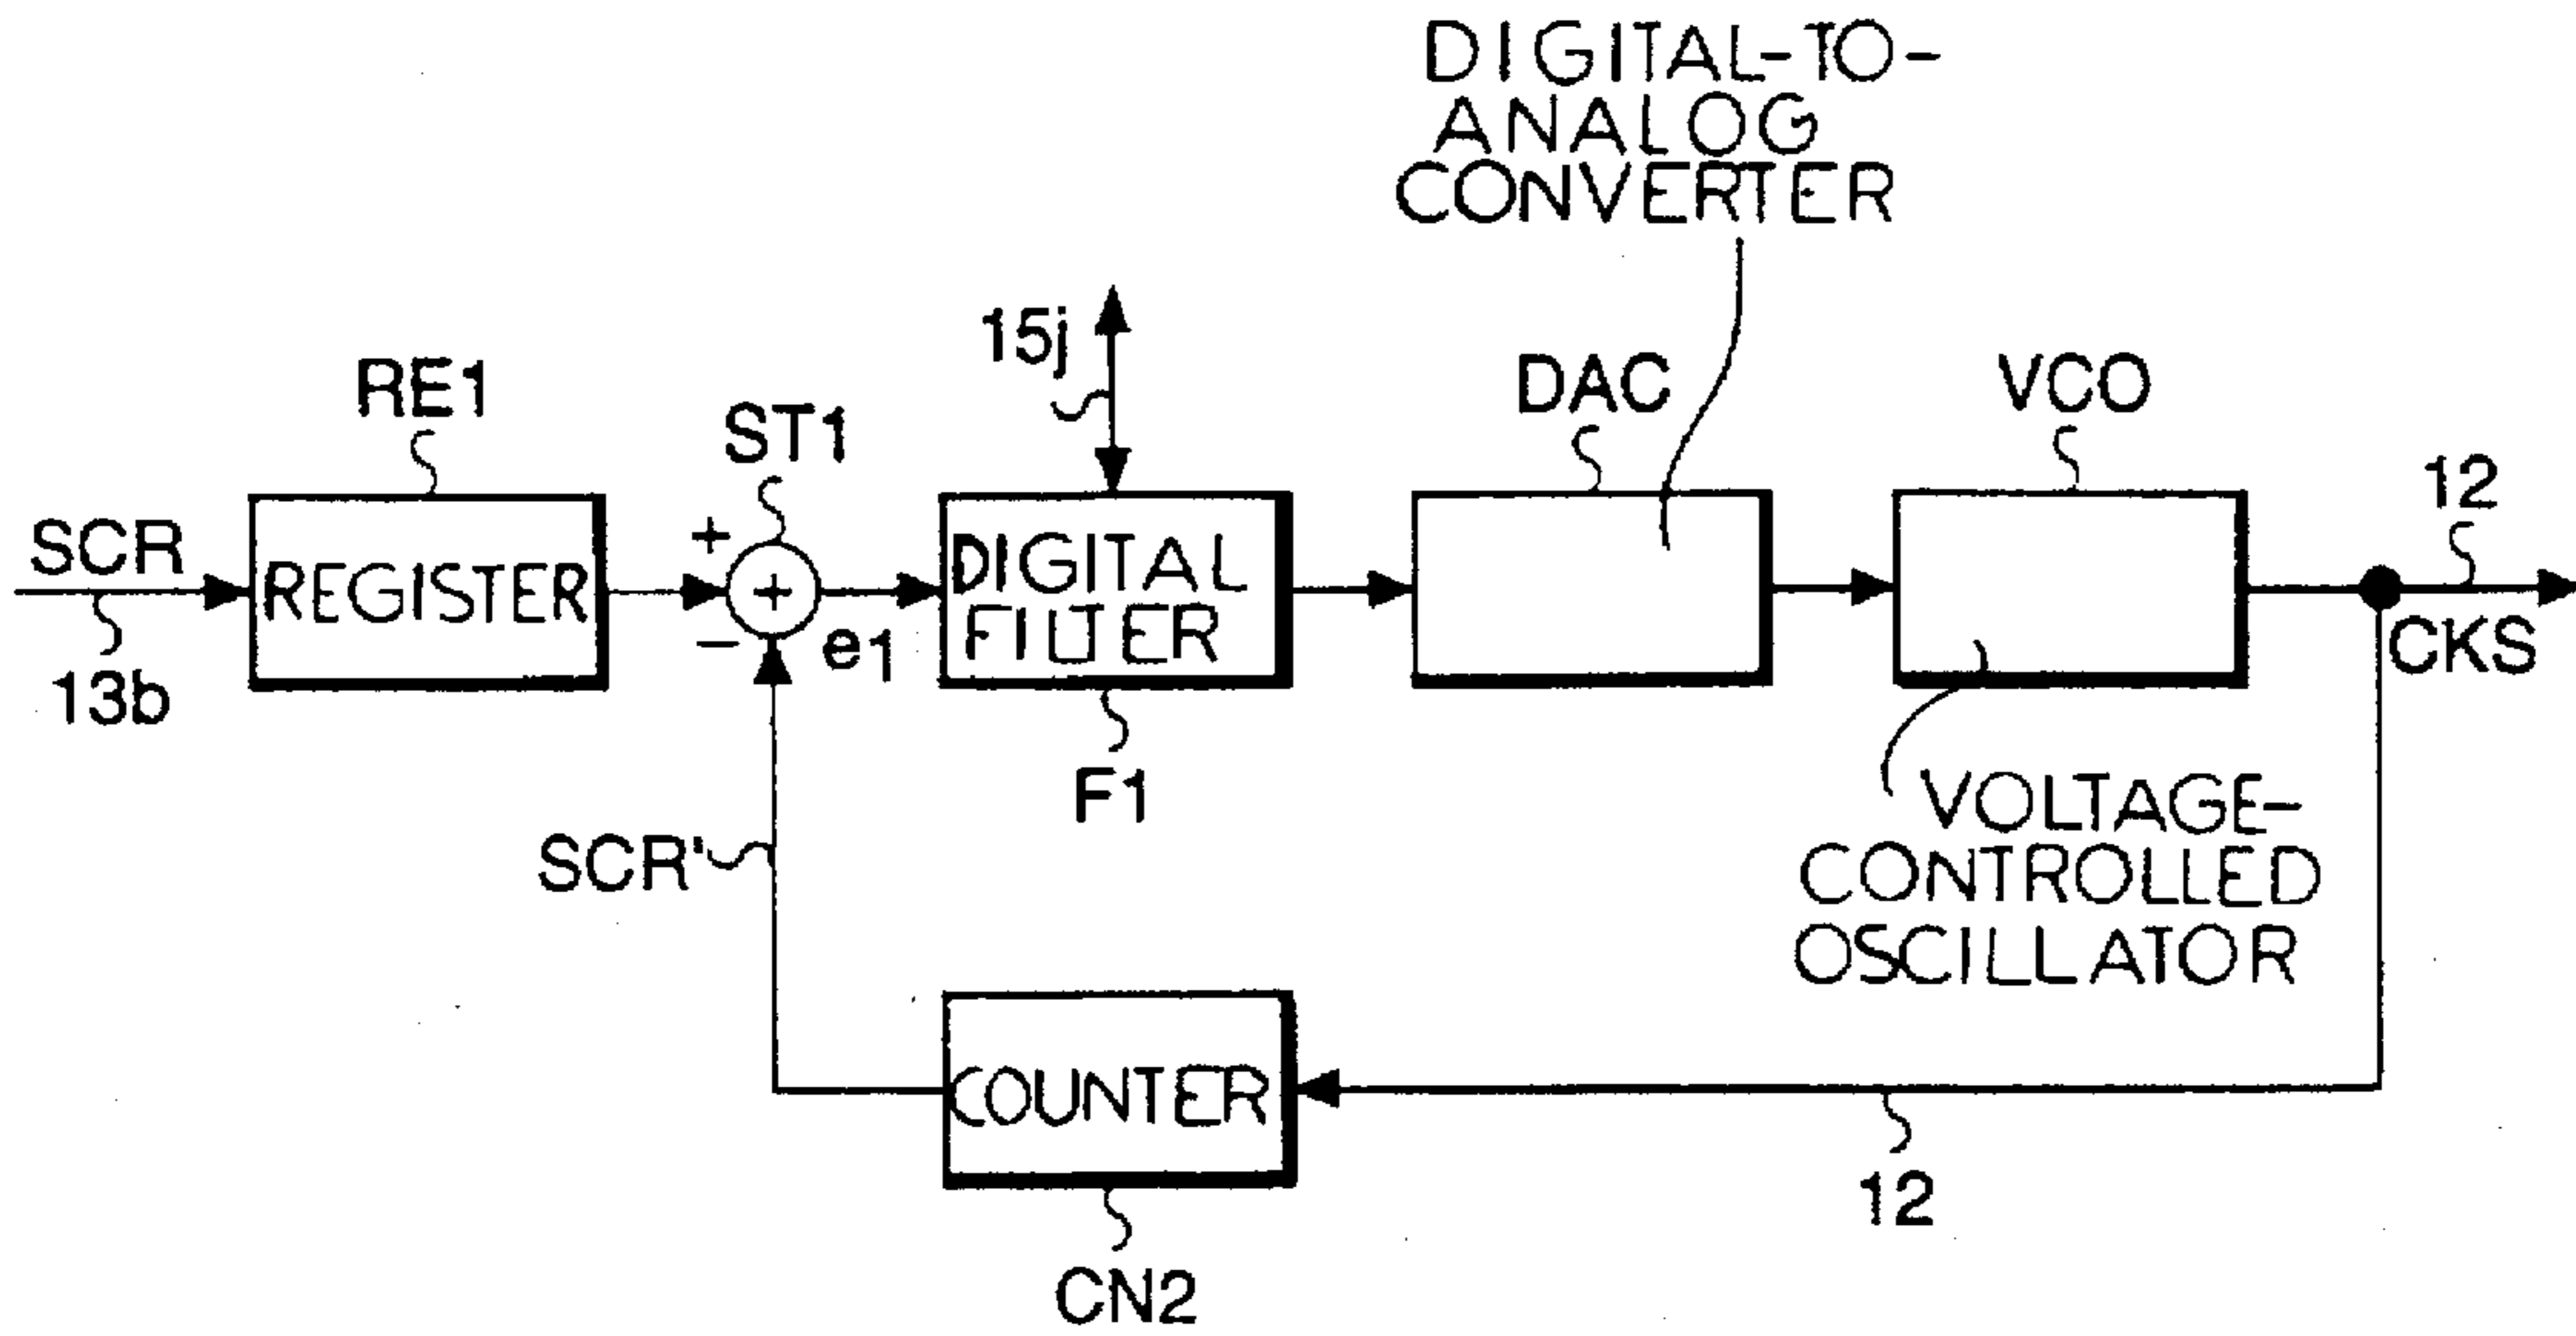 DIGITAL-TO-
ANALOG
CONVERTER
15j
RE1
ST1
DAC
VCO
12
SCR
+
REGISTER
+
DIGITAL
FILTER
-
e1
CKS
13b
F1
VOLTAGE-
CONTROLLED
OSCILLATOR
SCR'
COUNTER
12
CN2